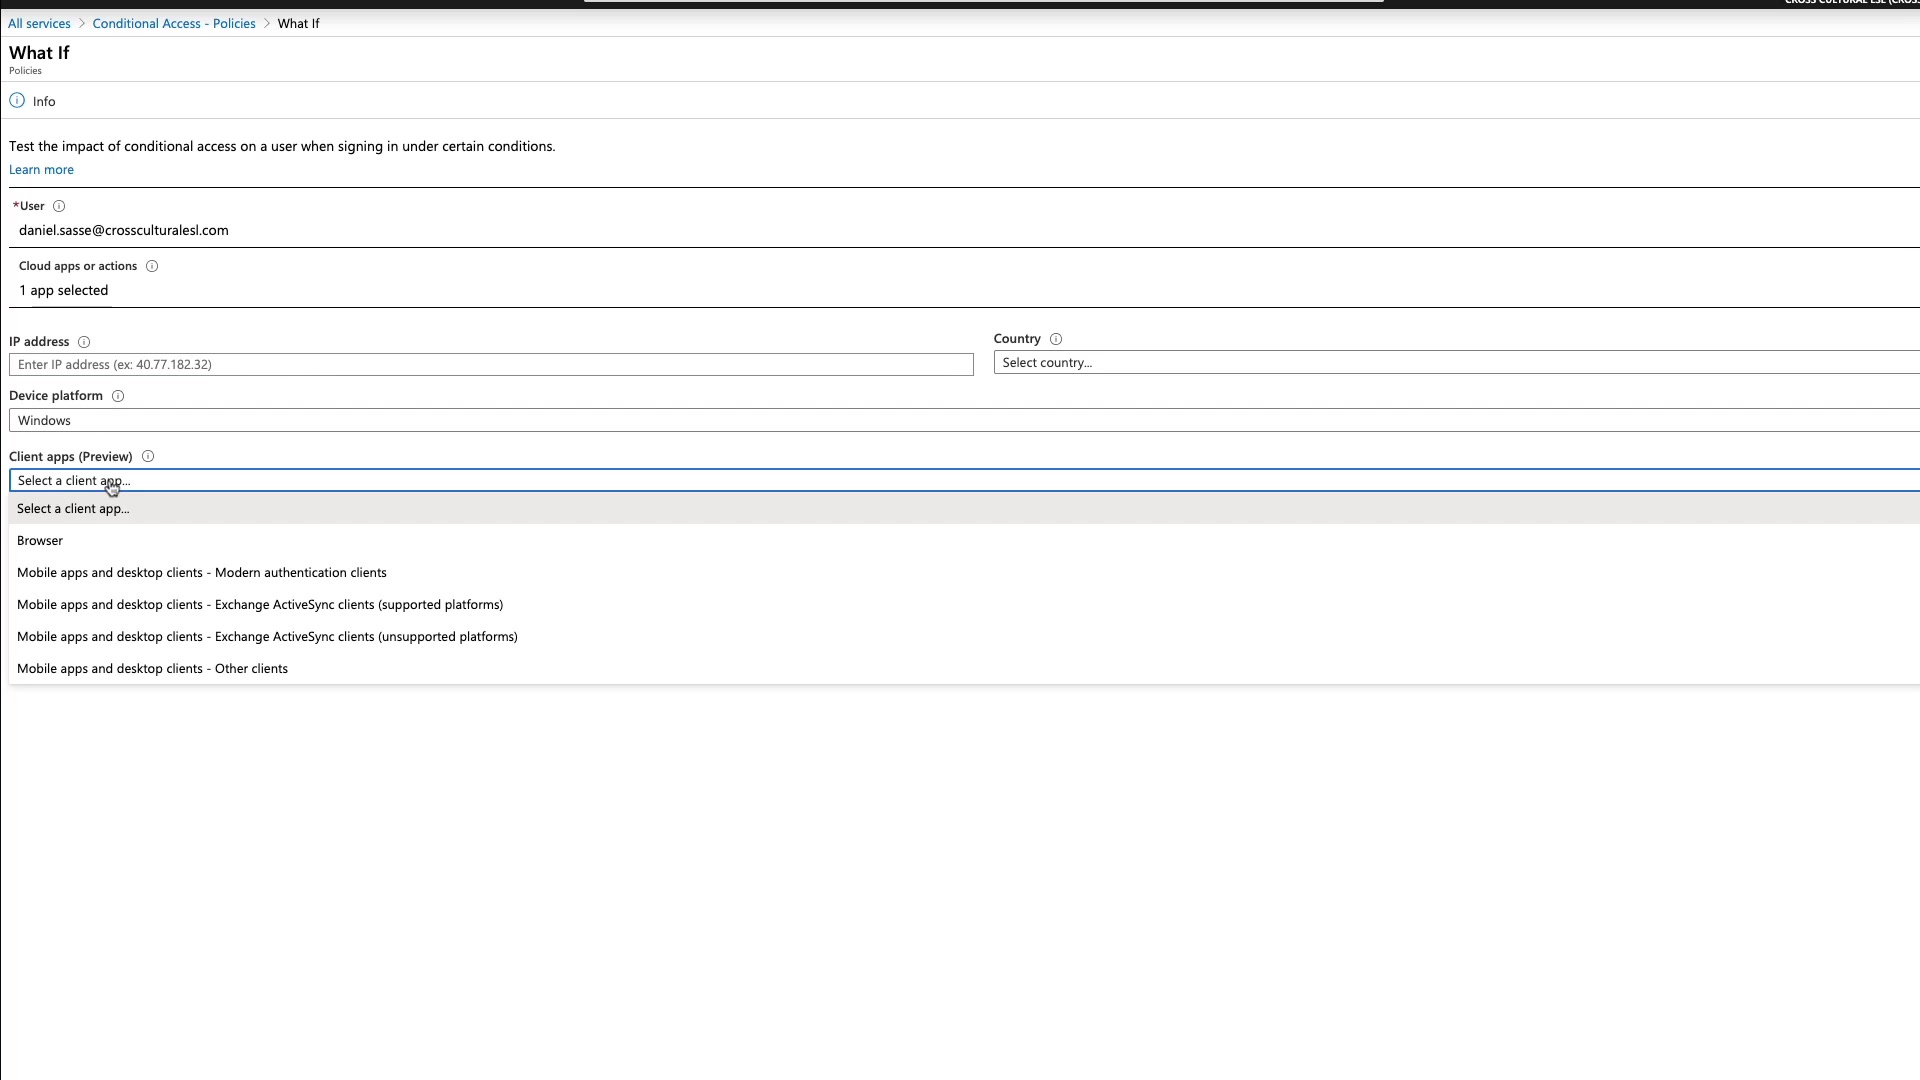 All services > Conditional Access - Policies > What If
What If
Policies
Info
Test the impact of conditional access on a user when signing in under certain conditions.
Learn more
*User
daniel.sasse@crossculturalesl.com
Cloud apps or actions
1 app selected
IP address
Country
Enter IP address (ex: 40.77.182.32)
Select country...
Device platform
Windows
Client apps (Preview)
Select a client app...
Select a client app...
Browser
Mobile apps and desktop clients - Modern authentication clients
Mobile apps and desktop clients - Exchange ActiveSync clients (supported platforms)
Mobile apps and desktop clients - Exchange ActiveSync clients (unsupported platforms)
Mobile apps and desktop clients - Other clients